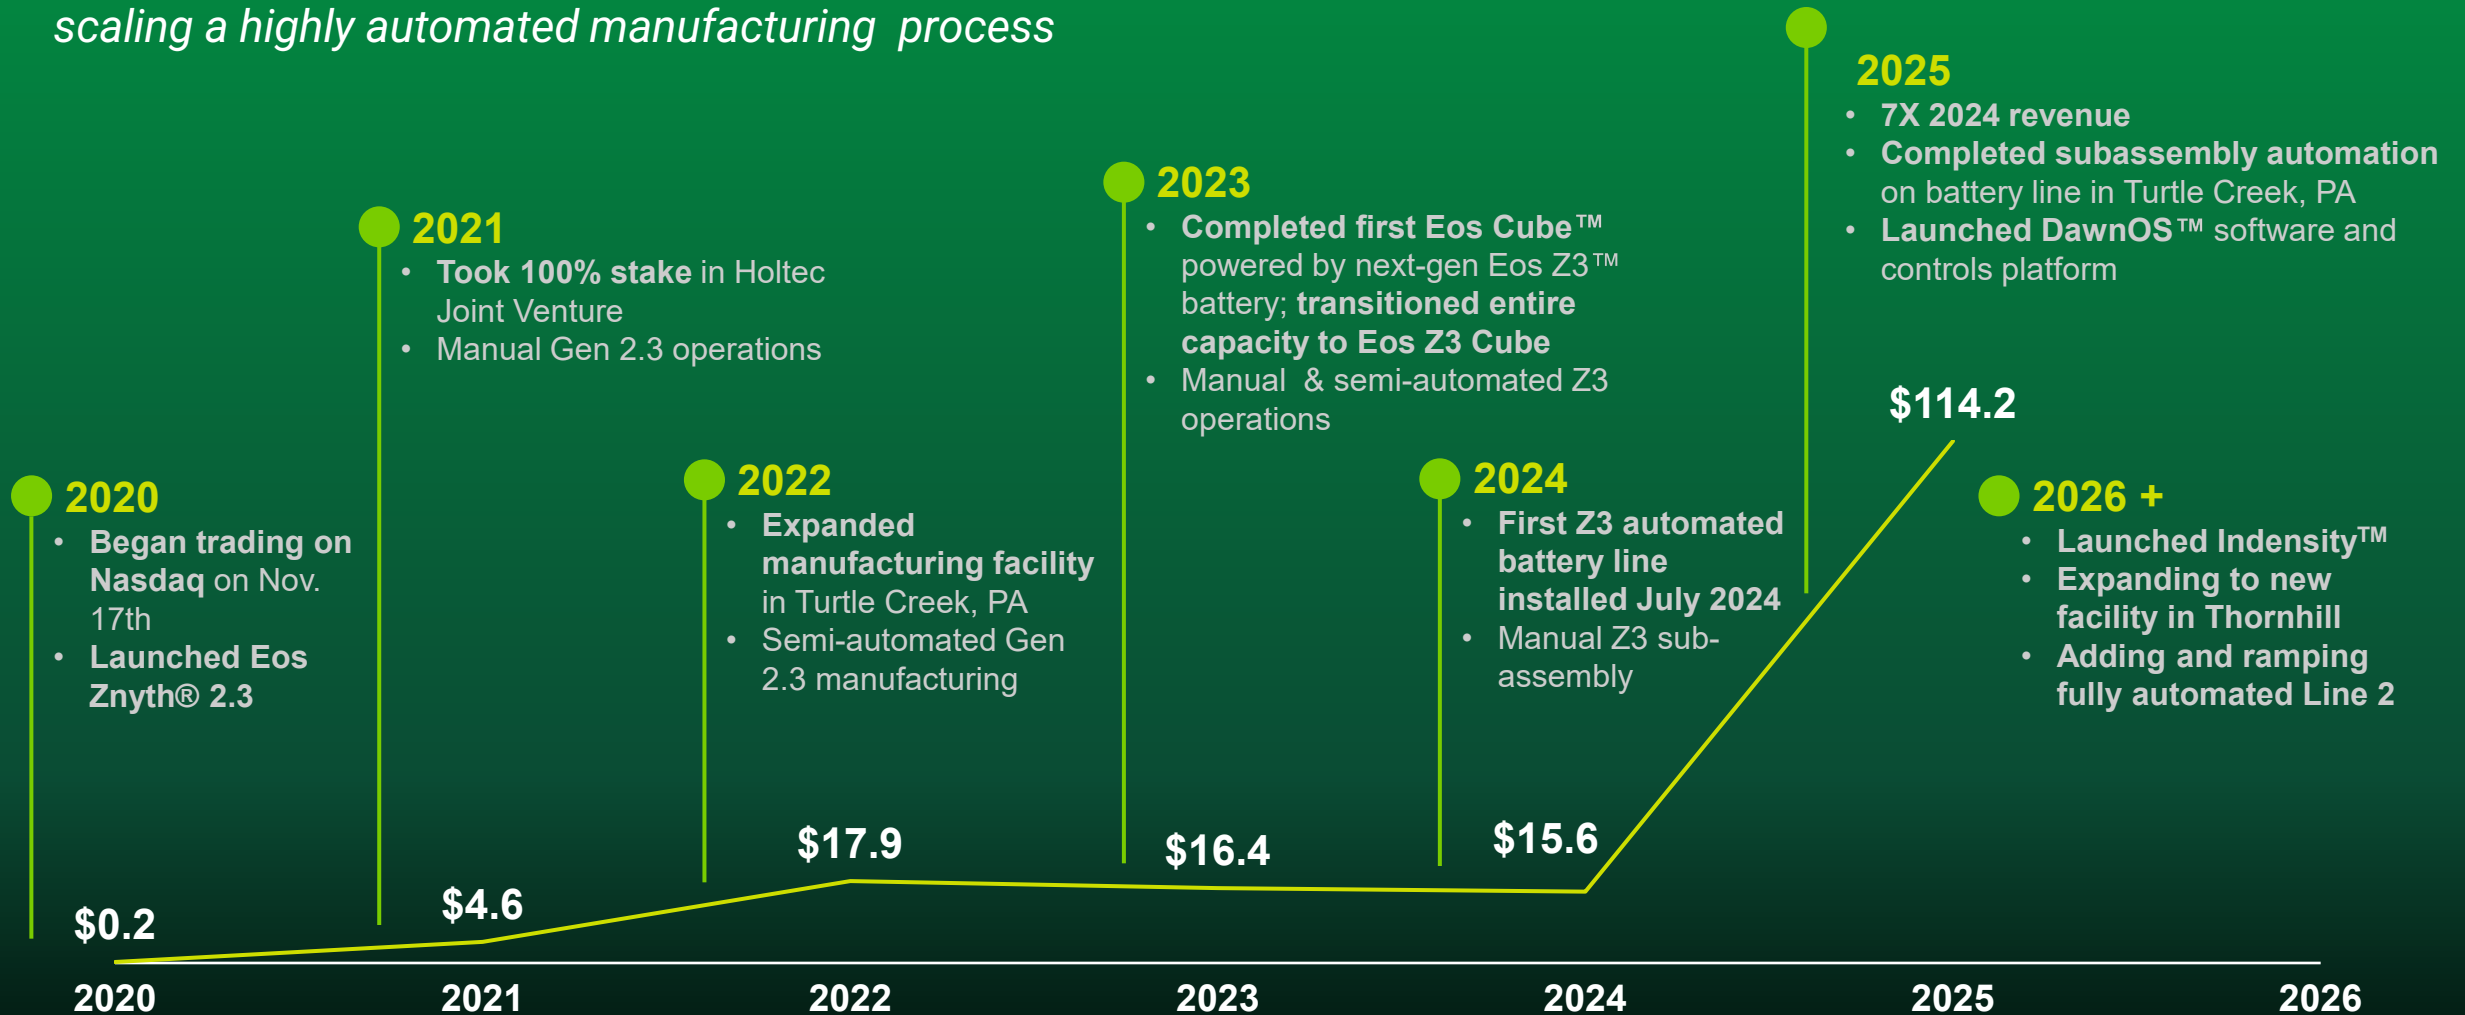 scaling a highly automated manufacturing  process
2020
• Began trading on
Nasdaq on Nov.
17th
• Launched Eos
Znyth® 2.3
2021
• Took 100% stake in Holtec
Joint Venture
• Manual Gen 2.3 operations
2022
• Expanded
manufacturing facility
in Turtle Creek, PA
• Semi-automated Gen
2.3 manufacturing
2023
• Completed first Eos Cube™
powered by next-gen Eos Z3™
battery; transitioned entire
capacity to Eos Z3 Cube
• Manual  & semi-automated Z3
operations
2024
• First Z3 automated
battery line
installed July 2024
• Manual Z3 sub-
assembly
2025
• 7X 2024 revenue
• Completed subassembly automation
on battery line in Turtle Creek, PA
• Launched DawnOS™ software and
controls platform
2026 +
• Launched Indensity™
• Expanding to new
facility in Thornhill
• Adding and ramping
fully automated Line 2
$0.2
$4.6
$17.9
$16.4
$15.6
$114.2
2020
2021
2022
2023
2024
2025
2026